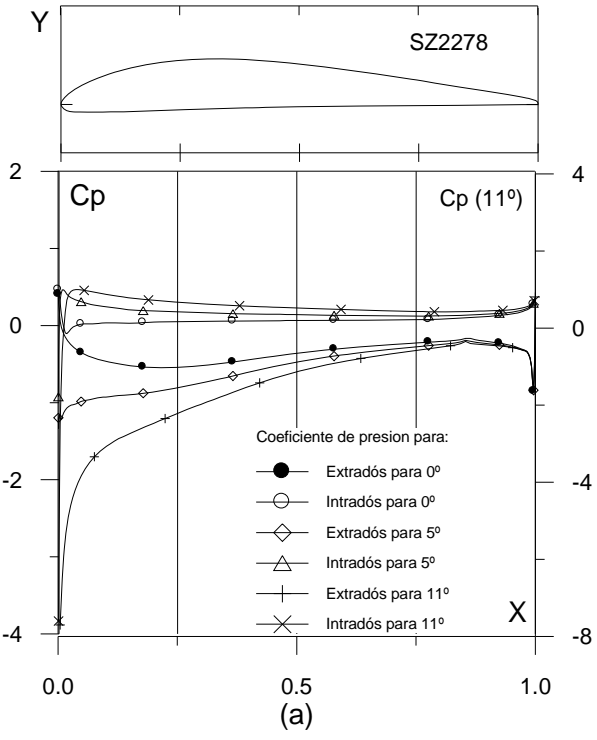 Y
SZ2278
2
Cp
Cp (11º)
4
2
0
0
-2
-2
-4
-4
-8
Coeficiente de presion para:
Extradós para 0º
Intradós para 0º
Extradós para 5º
Intradós para 5º
Extradós para 11º
Intradós para 11º
X
0.0
0.5
1.0
(a)